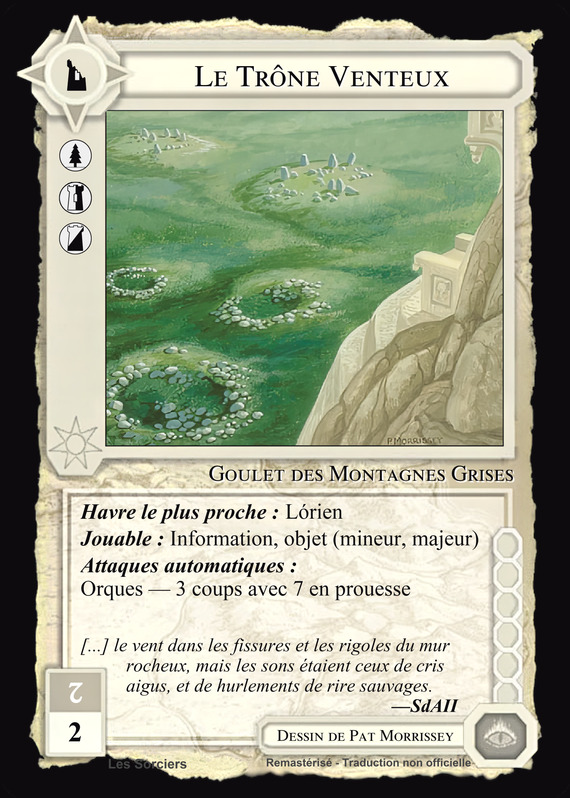 Le Trône Venteux
P. MORRISSEY
Goulet des Montagnes Grises
Havre le plus proche : Lórien
Jouable : Information, objet (mineur, majeur)
Attaques automatiques :
Orques — 3 coups avec 7 en prouesse
[...] le vent dans les fissures et les rigoles du mur
rocheux, mais les sons étaient ceux de cris
aigus, et de hurlements de rire sauvages.
—SdAII
2
2
Dessin de Pat Morrissey
Les Sorciers
Remastérisé - Traduction non officielle